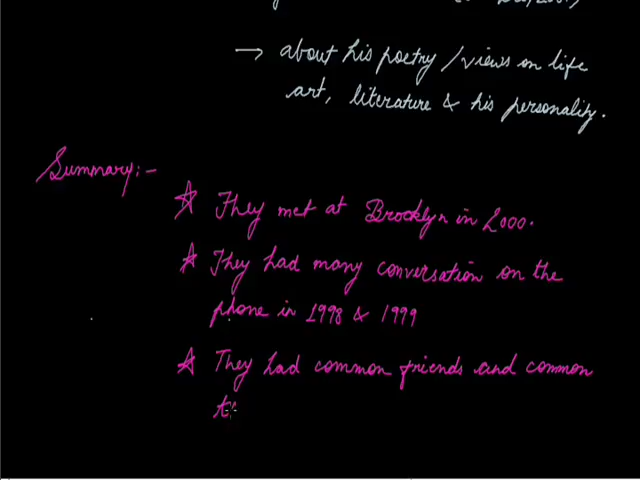 → about his poetry / views on life
art, literature & his personality.
Summary:-
☆ They met at Brocklyn in 2000.
☆ They had many conversation on the
phone in 1998 & 1999
☆ They had common friends and common